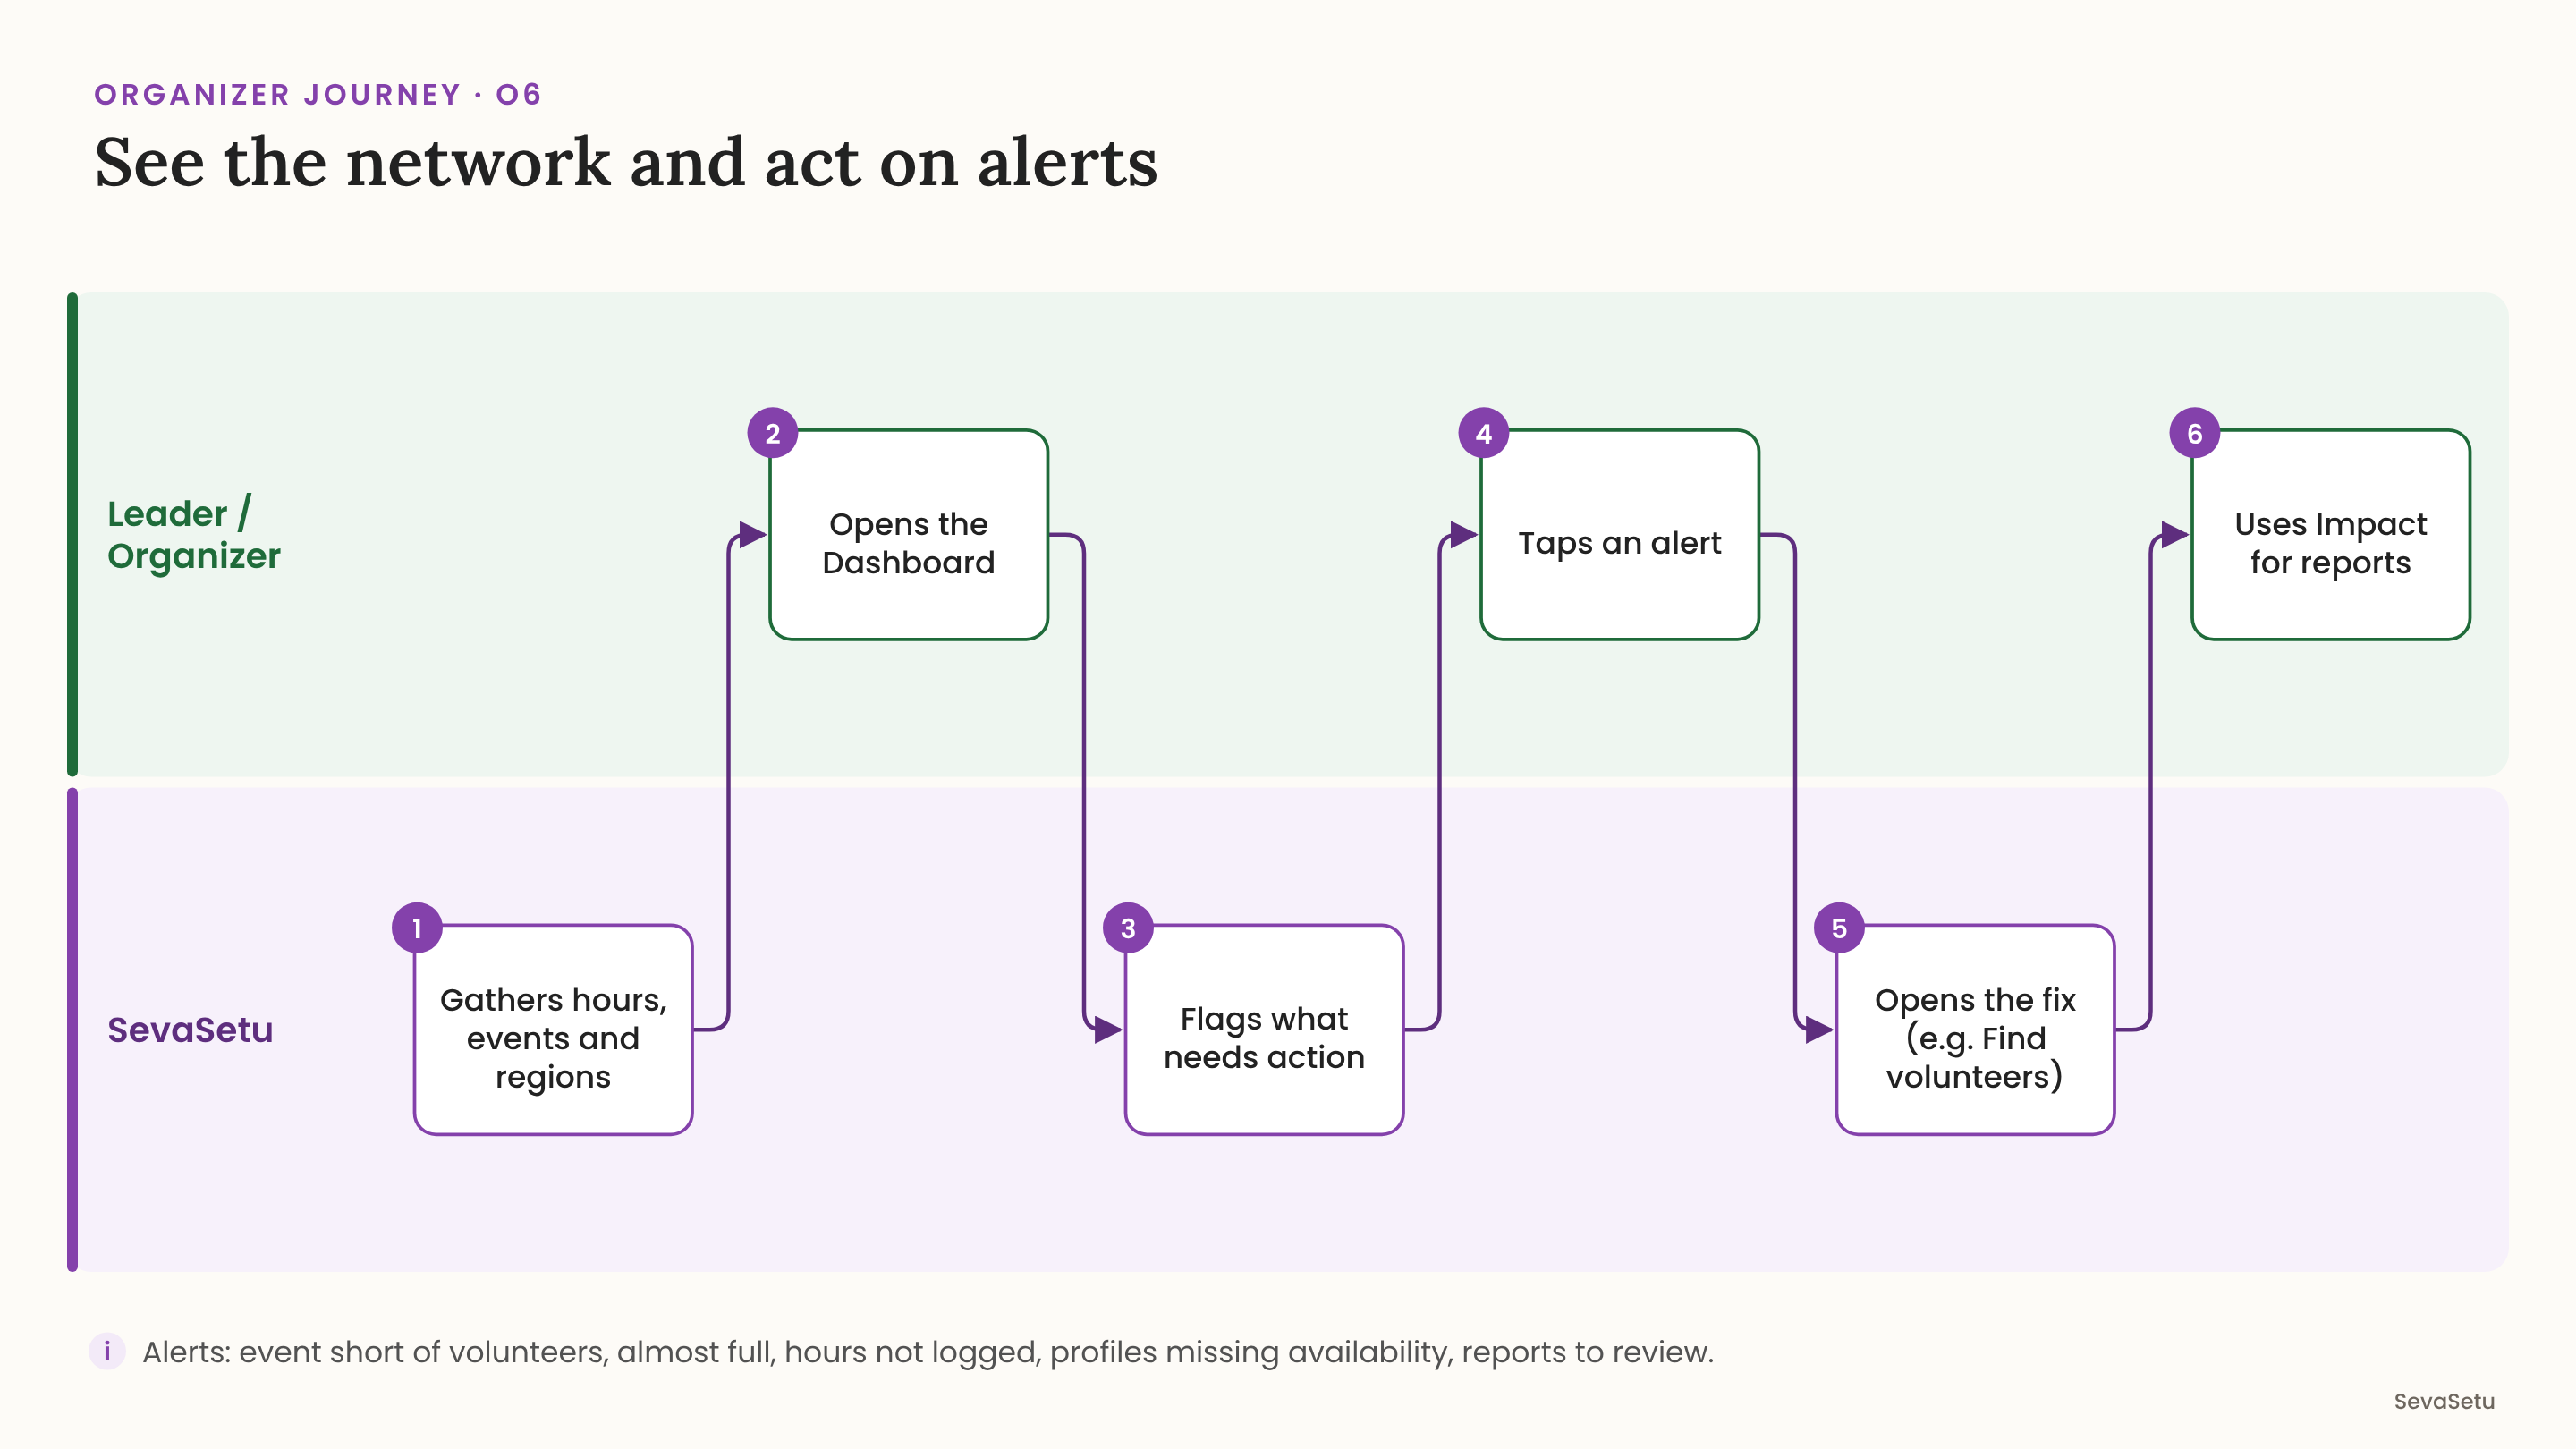 ORGANIZER JOURNEY · O6
See the network and act on alerts
Leader /
Organizer
2
Opens the
Dashboard
4
Taps an alert
6
Uses Impact
for reports
SevaSetu
1
Gathers hours,
events and
regions
3
Flags what
needs action
5
Opens the fix
(e.g. Find
volunteers)
i Alerts: event short of volunteers, almost full, hours not logged, profiles missing availability, reports to review.
SevaSetu